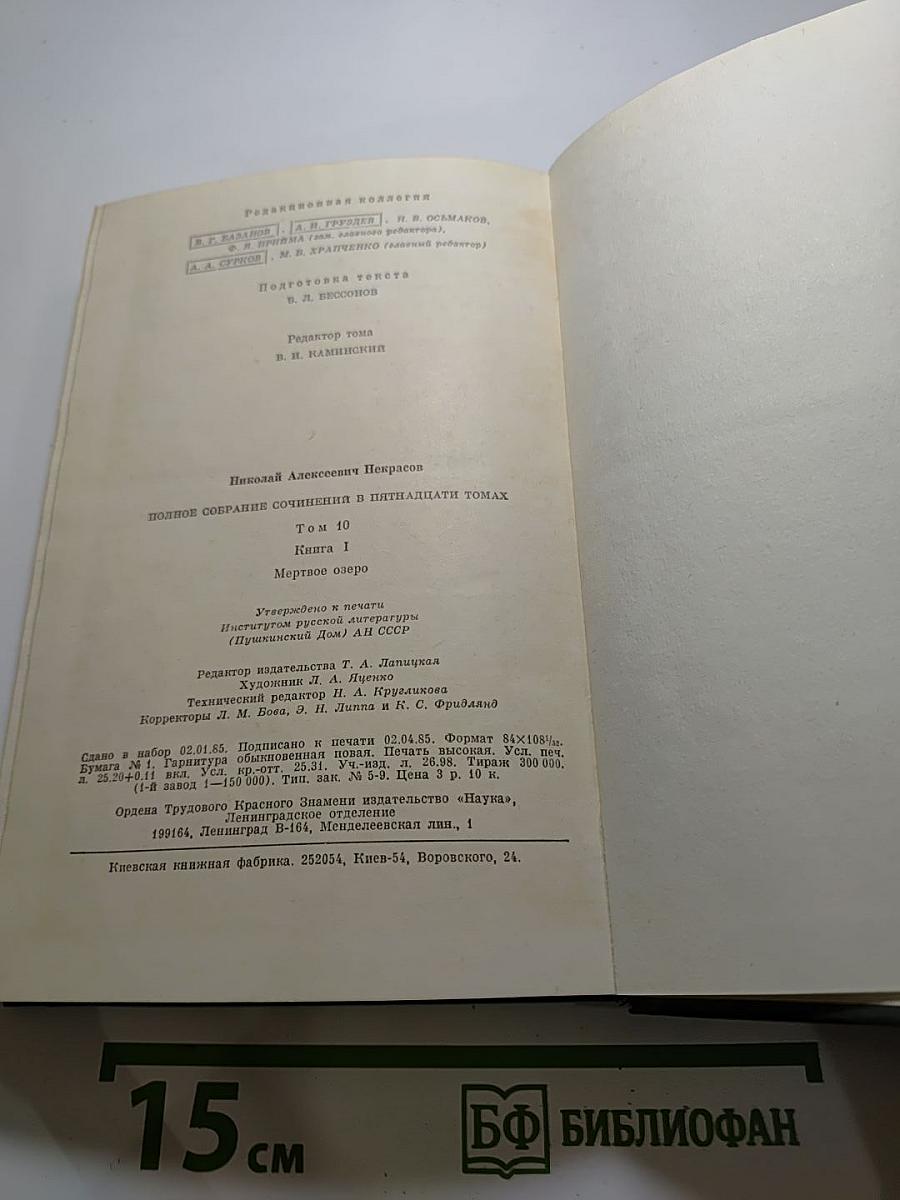 Редакционная коллегия
В. Г. БАЗАНОВ, А. И. ГРУЗДЕВ, Н. В. ОСЬМАКОВ,
Ф. Я. ПРИЙМА (зам. главного редактора),
А. А. СУРКОВ, М. Б. ХРАПЧЕНКО (главный редактор)
Подготовка текста
Б. Л. БЕССОНОВ
Редактор тома
В. И. КАМИНСКИЙ
Николай Алексеевич Некрасов
ПОЛНОЕ СОБРАНИЕ СОЧИНЕНИЙ В ПЯТНАДЦАТИ ТОМАХ
Том 10
Книга I
Мертвое озеро
Утверждено к печати
Институтом русской литературы
(Пушкинский Дом) АН СССР
Редактор издательства Т. А. Лапицкая
Художник Л. А. Яценко
Технический редактор Н. А. Кругликова
Корректоры Л. М. Бова, Э. Н. Липпа и К. С. Фридлянд
Сдано в набор 02.01.85. Подписано к печати 02.04.85. Формат 84×108¹/₃₂.
Бумага № 1. Гарнитура обыкновенная новая. Печать высокая. Усл. печ.
л. 25.20+0.11 вкл. Усл. кр.-отт. 25.31. Уч.-изд. л. 26.98. Тираж 300 000.
(1-й завод 1—150 000). Тип. зак. № 5-9. Цена 3 р. 10 к.
Ордена Трудового Красного Знамени издательство «Наука»,
Ленинградское отделение
199164, Ленинград В-164, Менделеевская лин., 1
Киевская книжная фабрика. 252054, Киев-54, Воровского, 24.
15 см
БФ БИБЛИОФАН